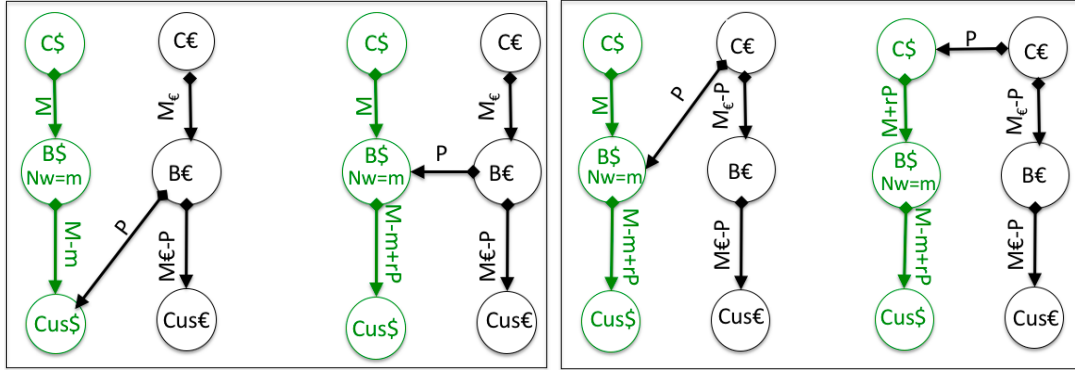 C$
C€
M
M€
B$
Nw=m
B€
P
M-m
M€-P
Cus$
Cus€
C$
C€
M
M€
B$
Nw=m
P
B€
M-m+rP
M€-P
Cus$
Cus€
C$
C€
M
P
M€-P
B$
Nw=m
B€
M-m+rP
M€-P
Cus$
Cus€
C$
P
C€
M+rP
M€-P
B$
Nw=m
B€
M-m+rP
M€-P
Cus$
Cus€